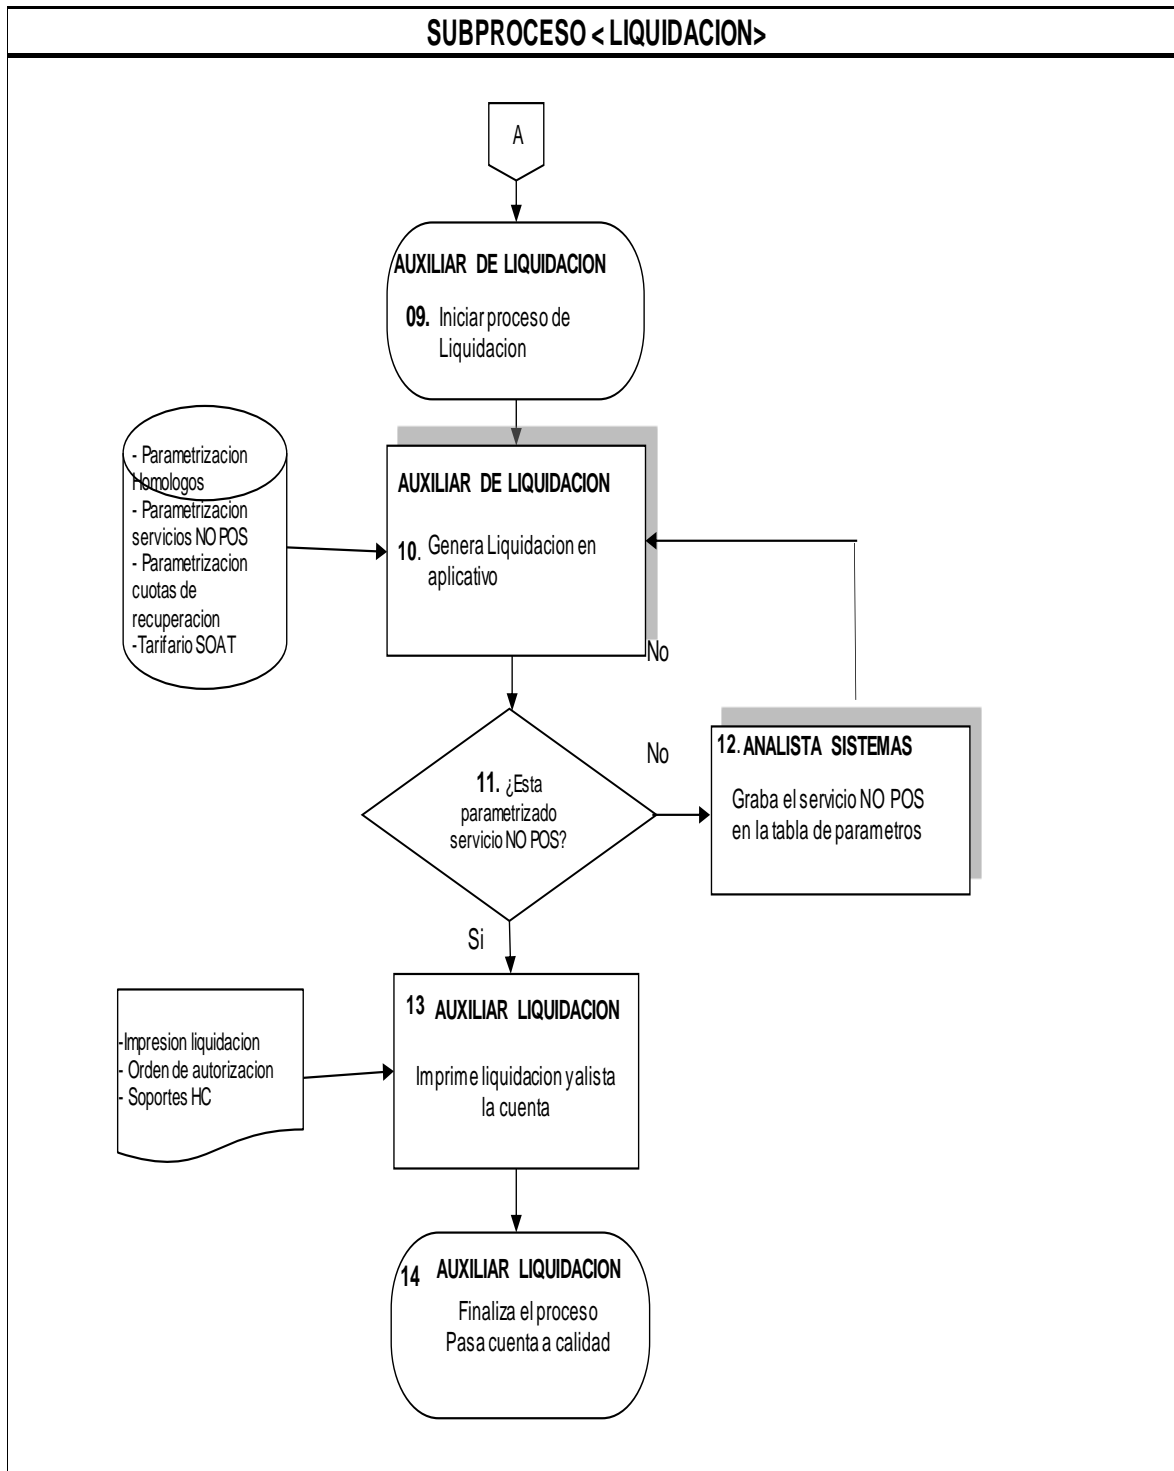 SUBPROCESO < LIQUIDACION>
A
AUXILIAR DE LIQUIDACION
09. Iniciar proceso de
Liquidacion
- Parametrizacion
Homologos
- Parametrizacion
servicios NO POS
- Parametrizacion
cuotas de
recuperacion
-Tarifario SOAT
AUXILIAR DE LIQUIDACION
10. Genera Liquidacion en
aplicativo
No
11. ¿Esta
parametrizado
servicio NO POS?
No
12. ANALISTA SISTEMAS
Graba el servicio NO POS
en la tabla de parametros
Si
-Impresion liquidacion
- Orden de autorizacion
- Soportes HC
13 AUXILIAR LIQUIDACION
Imprime liquidacion y alista
la cuenta
14 AUXILIAR LIQUIDACION
Finaliza el proceso
Pasa cuenta a calidad